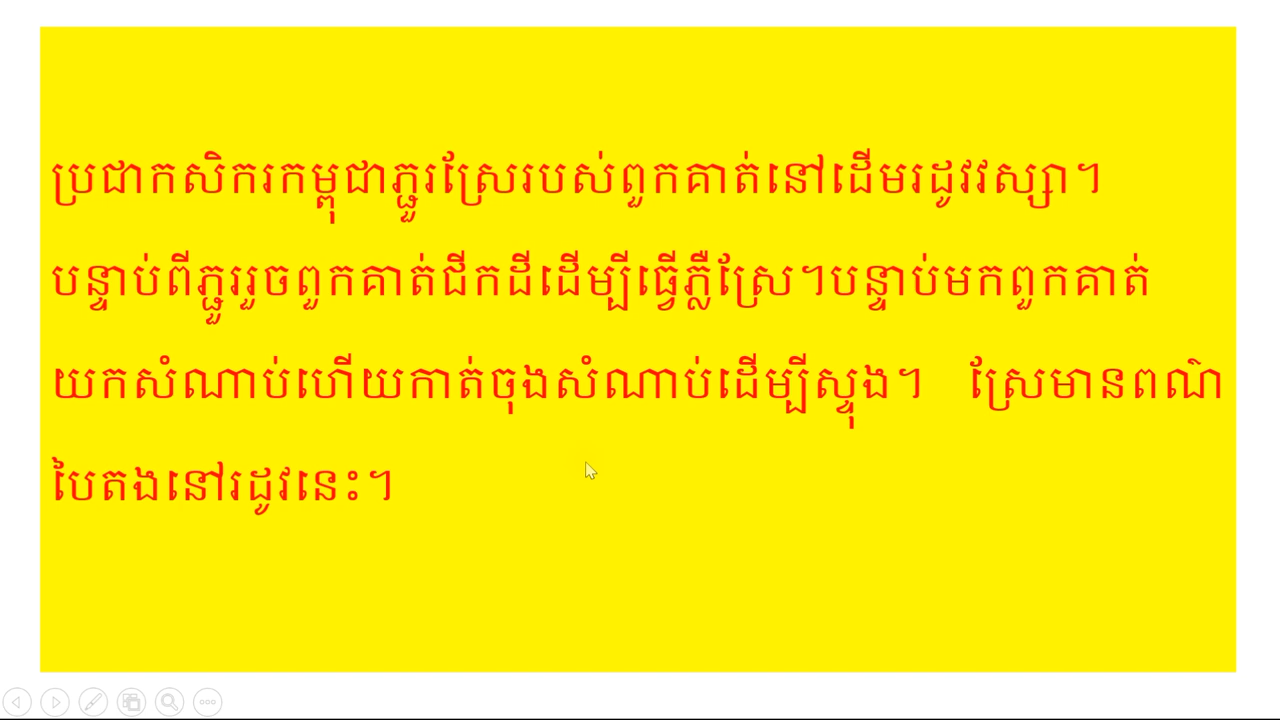 ប្រជាកសិករកម្ពុជាភ្ជួរស្រែរបស់ពួកគាត់នៅដើមរដូវវស្សា។
បន្ទាប់ពីភ្ជួររួចពួកគាត់ជីកដីដើម្បីធ្វើភ្លឺស្រែ។បន្ទាប់មកពួកគាត់
យកសំណាប់ហើយកាត់ចុងសំណាប់ដើម្បីស្ទុង។ ស្រែមានពណ៌
បៃតងនៅរដូវនេះ។